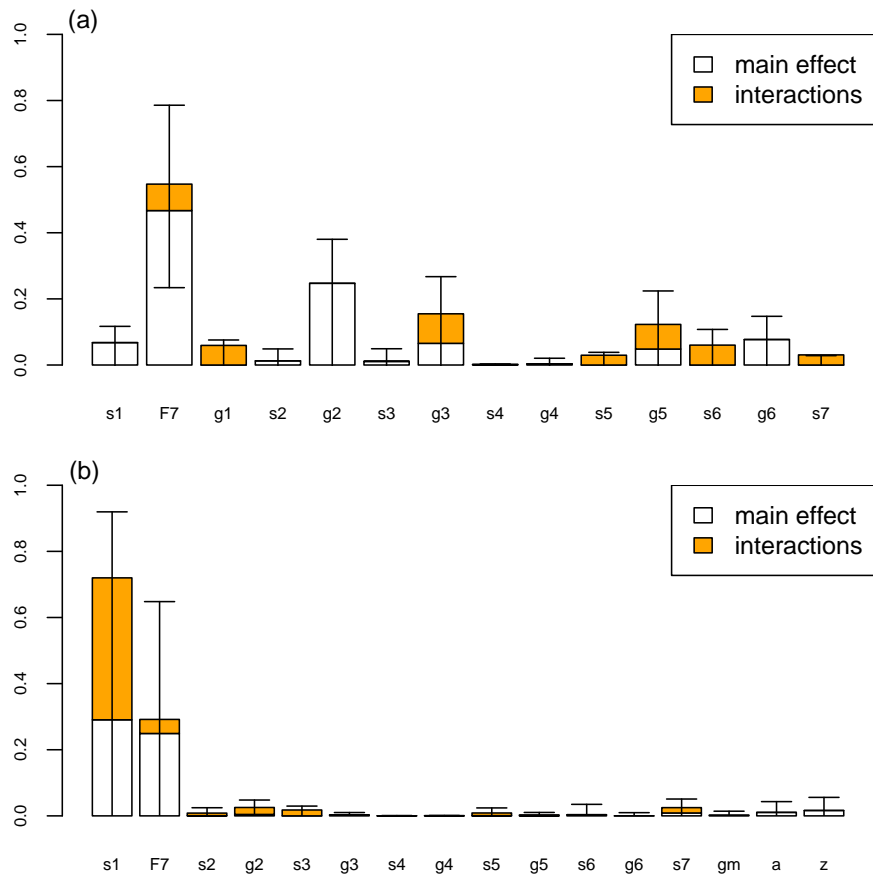 (a)
1.0
0.8
0.6
0.4
0.2
0.0
main effect
interactions
s1 F7 g1 s2 g2 s3 g3 s4 g4 s5 g5 s6 g6 s7
(b)
1.0
0.8
0.6
0.4
0.2
0.0
main effect
interactions
s1 F7 s2 g2 s3 g3 s4 g4 s5 g5 s6 g6 s7 gm a z